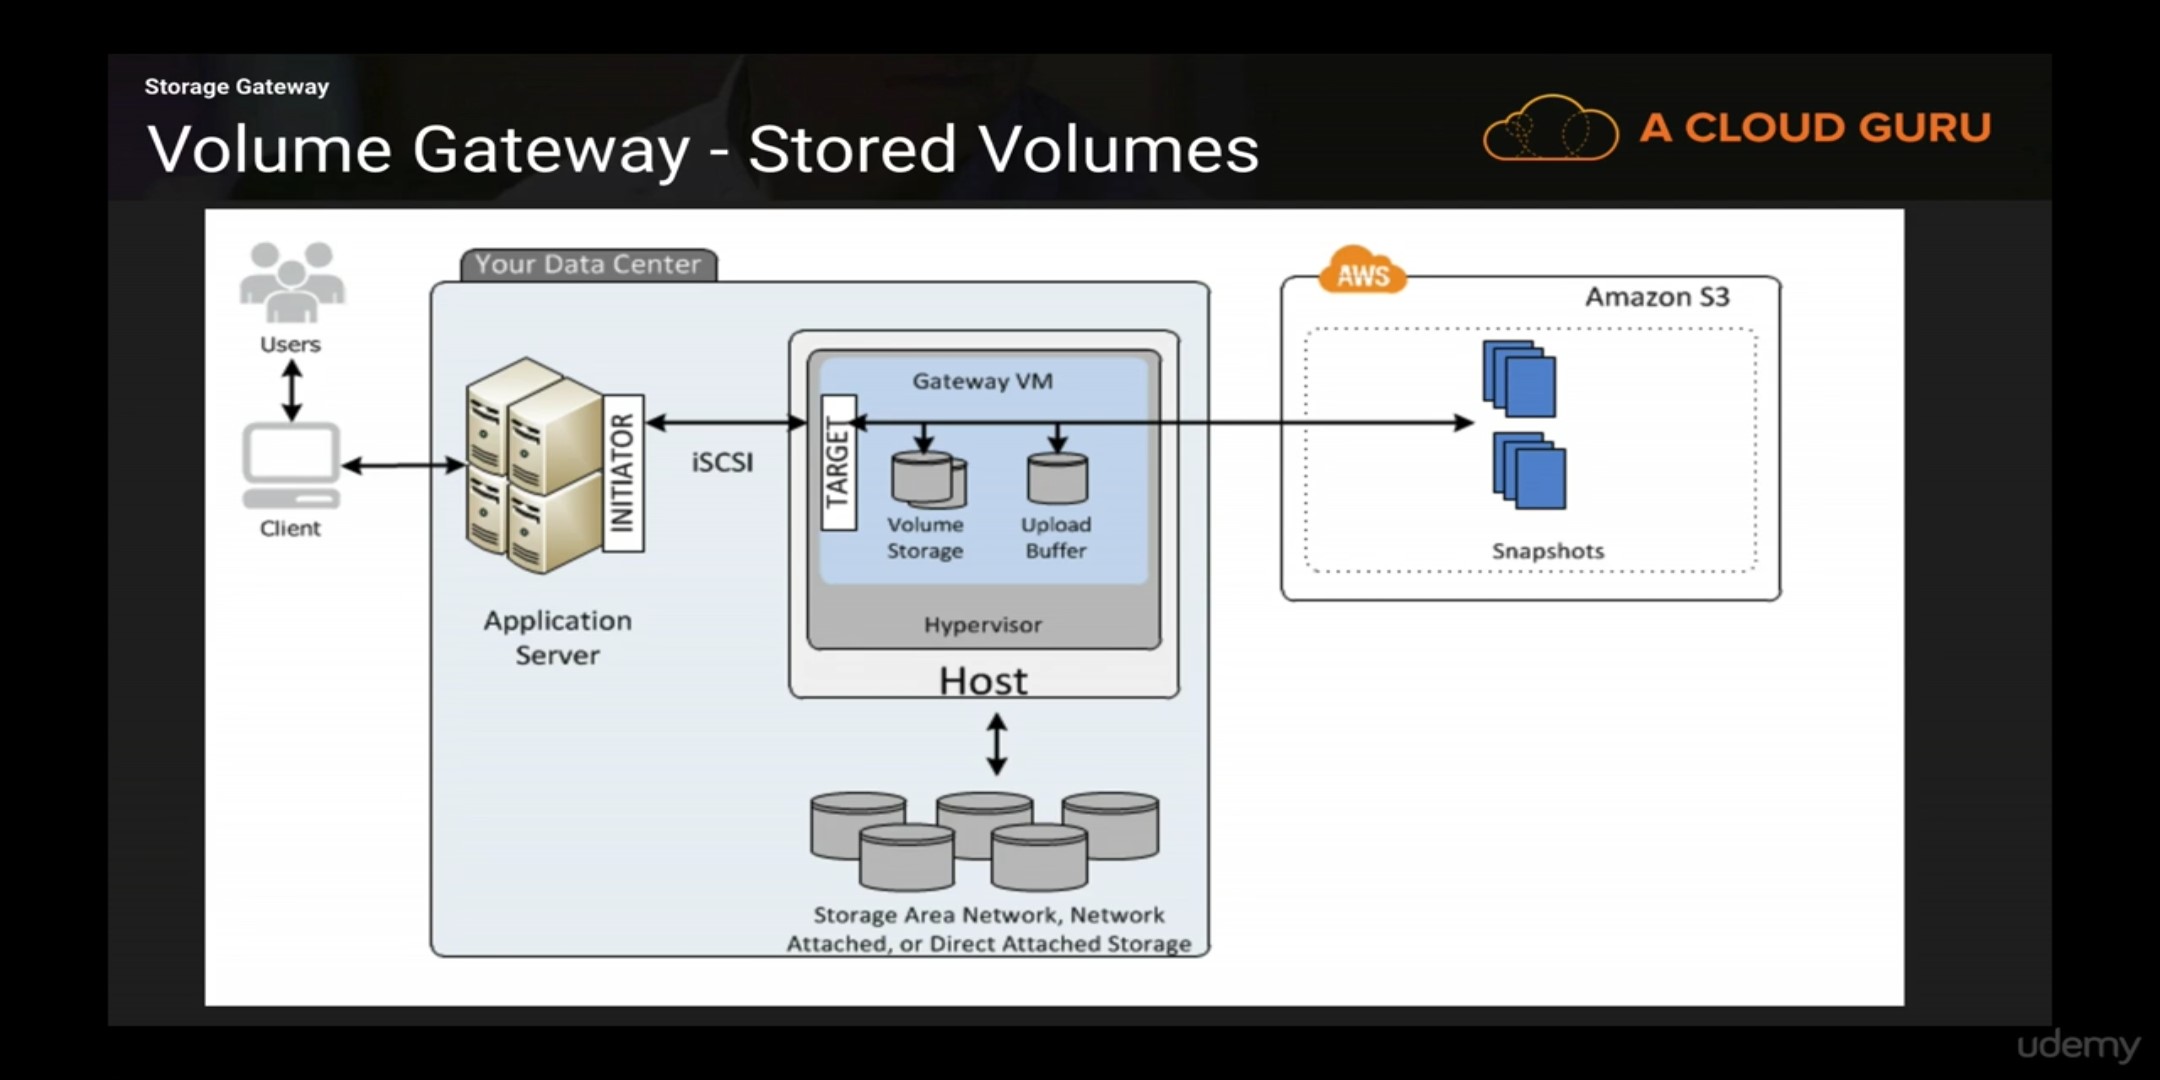 Storage Gateway
Volume Gateway - Stored Volumes
A CLOUD GURU
Users
Client
Your Data Center
Application
Server
INITIATOR
iSCSI
TARGET
Gateway VM
Volume
Storage
Upload
Buffer
Hypervisor
Host
Storage Area Network, Network
Attached, or Direct Attached Storage
AWS
Amazon S3
Snapshots
udemy